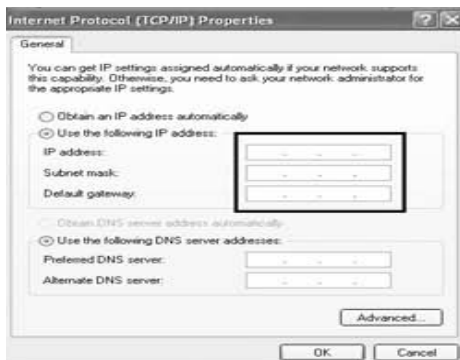 Internet Protocol (TCP/IP) Properties
General
You can get IP settings assigned automatically if your network supports
this capability. Otherwise, you need to ask your network administrator for
the appropriate IP settings.
Obtain an IP address automatically
Use the following IP address:
IP address:
Subnet mask:
Default gateway:
Obtain DNS server address automatically
Use the following DNS server addresses:
Preferred DNS server:
Alternate DNS server:
Advanced...
OK
Cancel